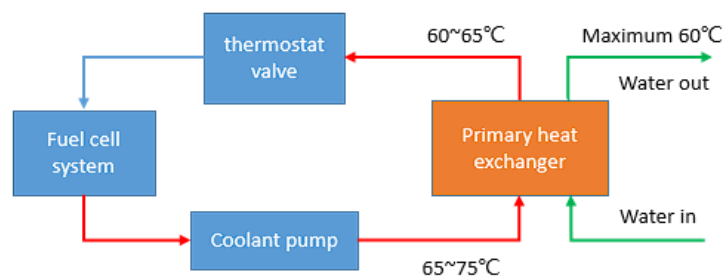 60~65℃
Maximum 60℃
thermostat
valve
Water out
Fuel cell
system
Primary heat
exchanger
Water in
Coolant pump
65~75℃